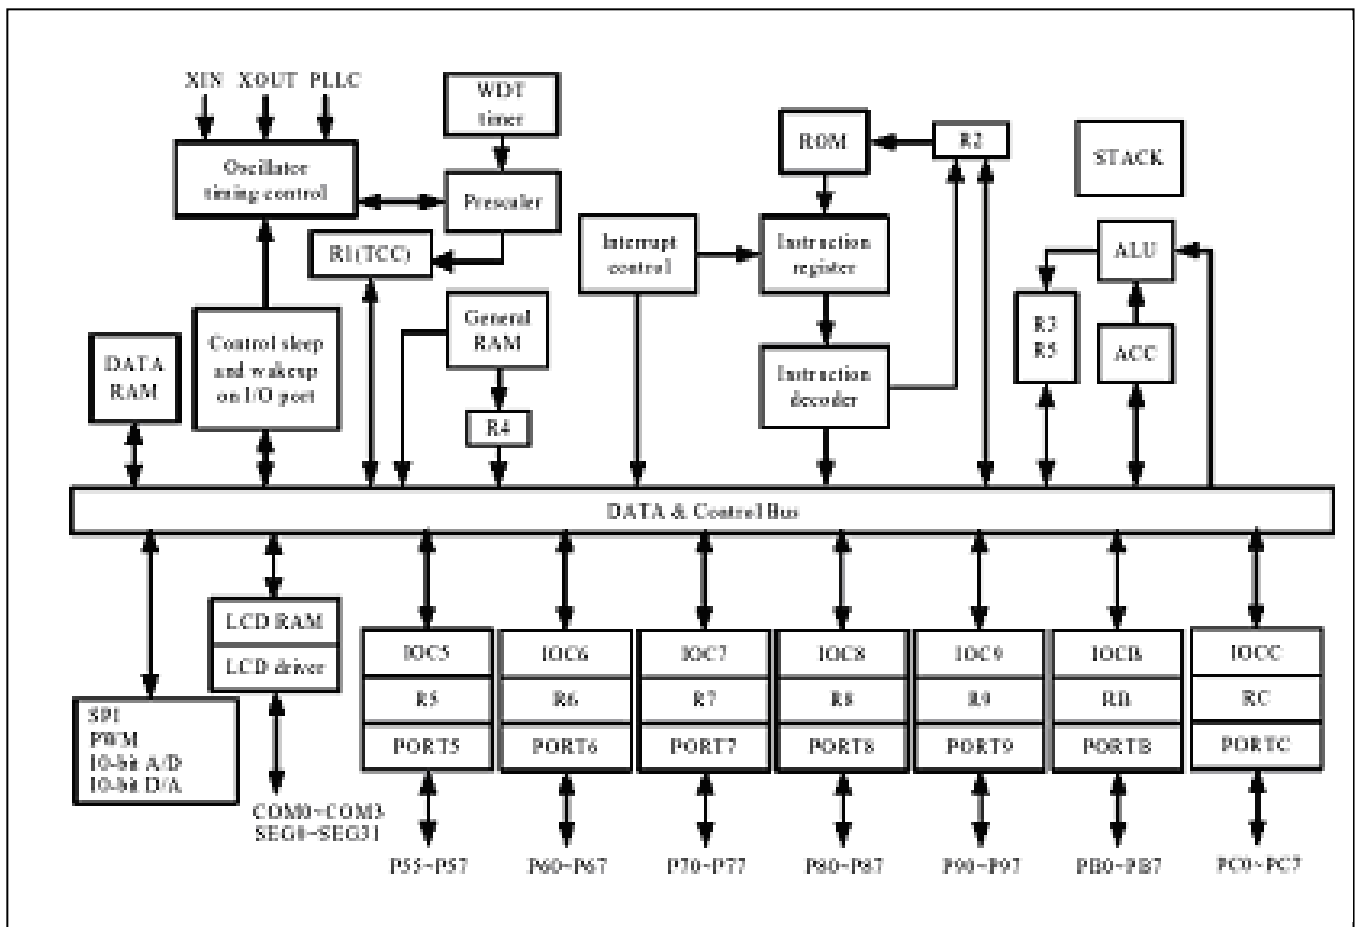 XIN XOUT PLLC
WDT
timer
Oscillator
timing control
Prescaler
R1(TCC)
ROM
R2
STACK
Interrupt
control
Instruction
register
ALU
General
RAM
R3
R5
ACC
DATA
RAM
Control sleep
and wakeup
on I/O port
Instruction
decoder
R4
DATA & Control Bus
LCD RAM
LCD driver
SPI
PWM
10-bit A/D
10-bit D/A
COM0~COM3
SEG0~SEG31
IOC5
R5
PORT5
P55~P57
IOC6
R6
PORT6
P60~P67
IOC7
R7
PORT7
P70~P77
IOC8
R8
PORT8
P80~P87
IOC9
R9
PORT9
P90~P97
IOCB
RB
PORTB
PB0~PB7
IOCC
RC
PORTC
PC0~PC7